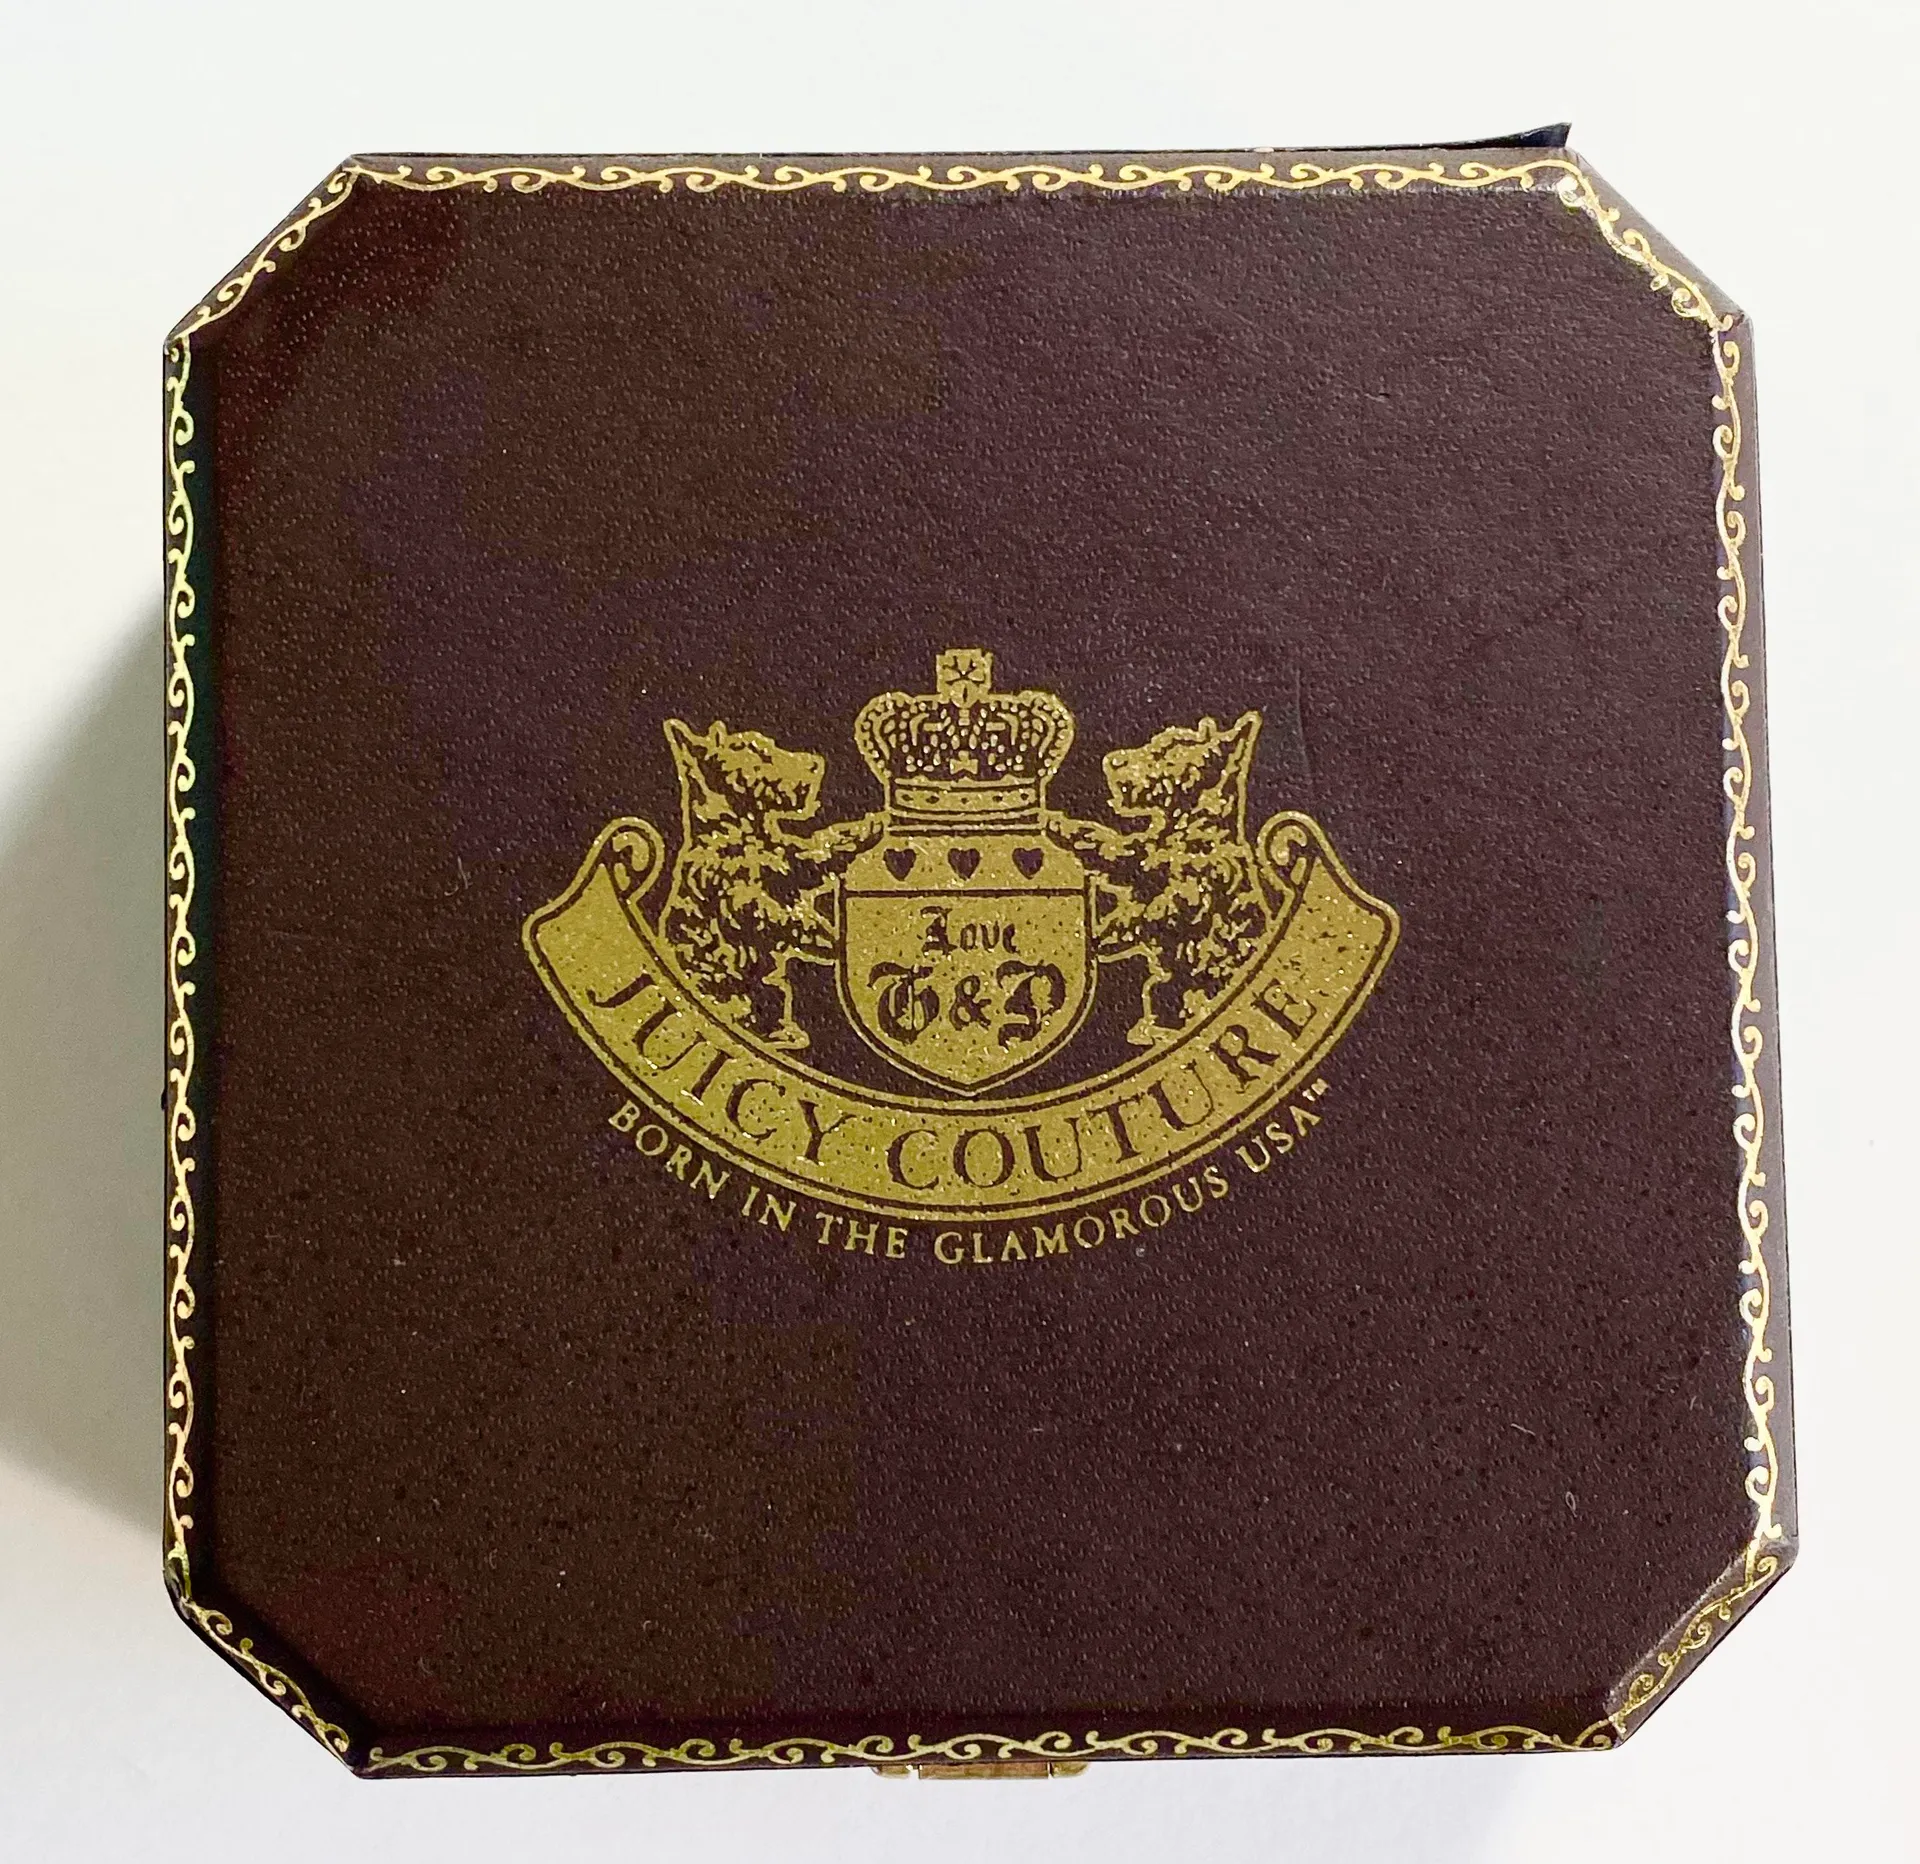 Love
G&P
JUICY COUTURE
BORN IN THE GLAMOROUS USA™